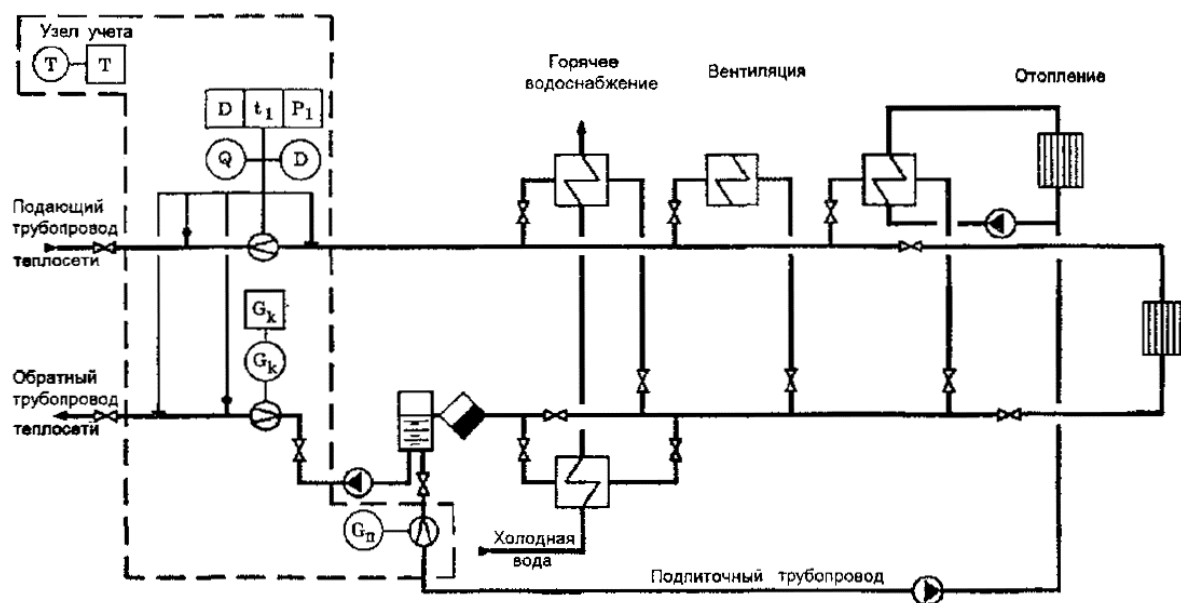 Узел учета
T T
D t₁ P₁
Q D
Горячее
водоснабжение
Вентиляция
Отопление
Подающий
трубопровод
теплосети
Gk
Gk
Обратный
трубопровод
теплосети
Gп
Холодная
вода
Подпиточный трубопровод